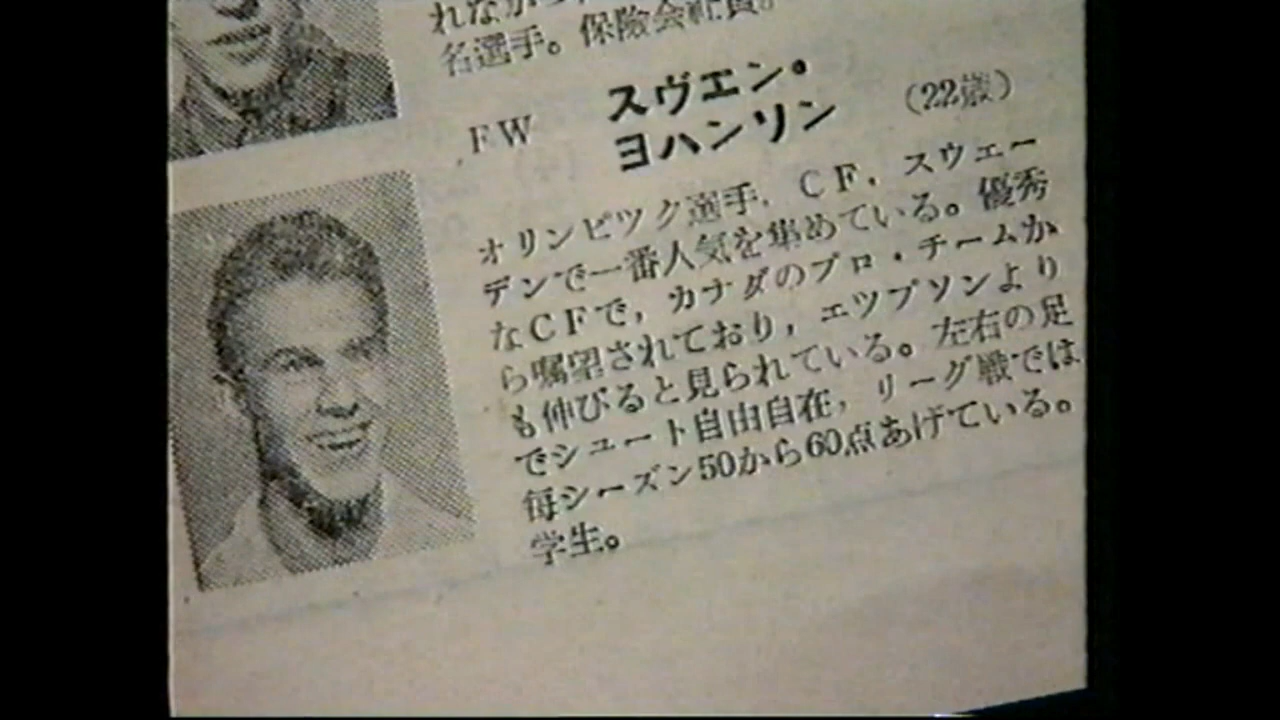 れながら
名選手。保険会社員。
FW スヴエン・ (22歳)
ヨハンソン
オリンピツク選手，ＣＦ，スウェー
デンで一番人気を集めている。優秀
なＣＦで，カナダのプロ・チームか
ら嘱望されており，エツプソンより
も伸びると見られている。左右の足
でシュート自由自在，リーグ戦では
毎シーズン50から60点あげている。
学生。